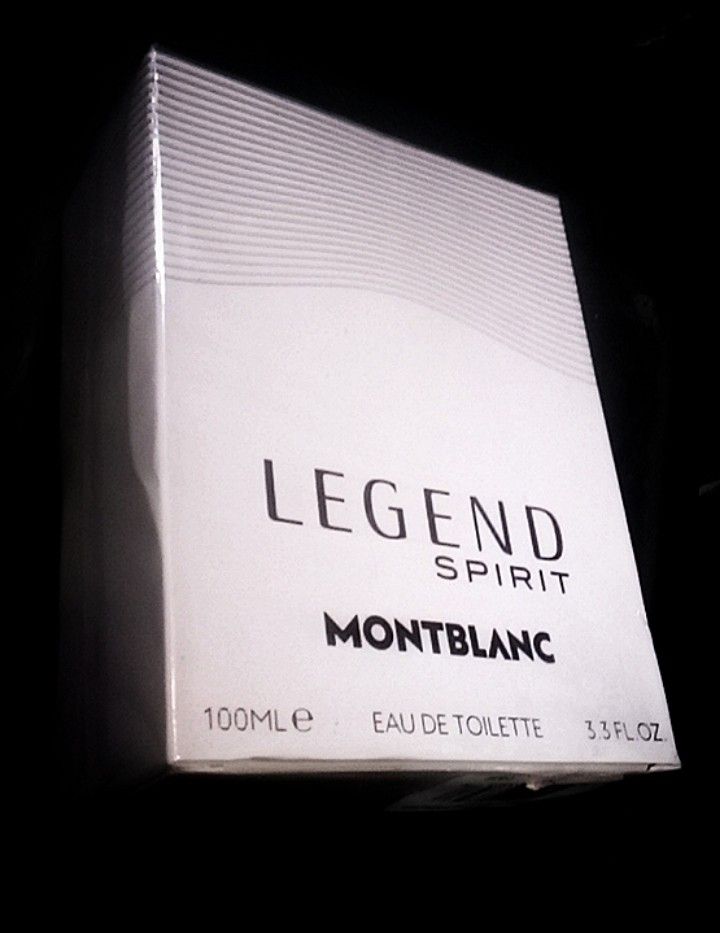 LEGEND
SPIRIT
MONTBLANC
100ML℮ EAU DE TOILETTE 3.3 FL.OZ.